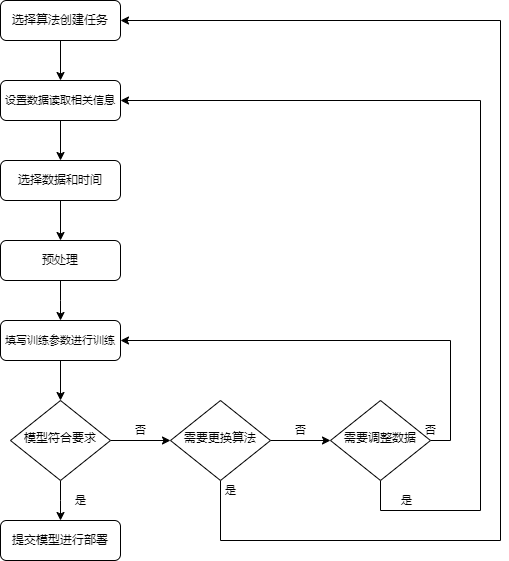 选择算法创建任务
设置数据读取相关信息
选择数据和时间
预处理
填写训练参数进行训练
模型符合要求
否
需要更换算法
否
需要调整数据
否
是
是
是
提交模型进行部署